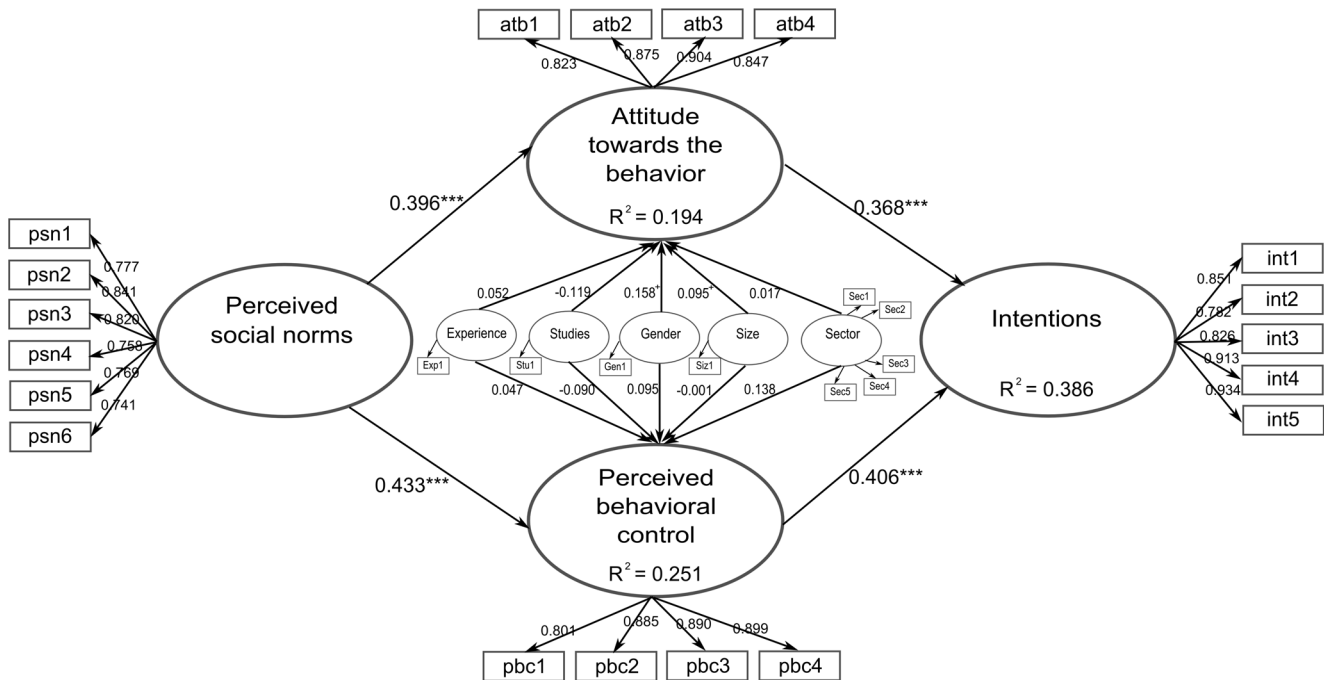 atb1 atb2 atb3 atb4
0.823 0.875 0.904 0.847
Attitude
towards the
behavior
R² = 0.194
0.396***
0.368***
psn1
psn2
psn3
psn4
psn5
psn6
0.777
0.841
0.820
0.758
0.769
0.741
Perceived
social norms
0.052 -0.119 0.158⁺ 0.095⁺ 0.017
Experience Studies Gender Size Sector
Exp1 Stu1 Gen1 Siz1
Sec1
Sec2
Sec3
Sec4
Sec5
0.047 -0.090 0.095 -0.001 0.138
Intentions
R² = 0.386
0.851
0.782
0.826
0.913
0.934
int1
int2
int3
int4
int5
0.433***
0.406***
Perceived
behavioral
control
R² = 0.251
0.801 0.885 0.890 0.899
pbc1 pbc2 pbc3 pbc4